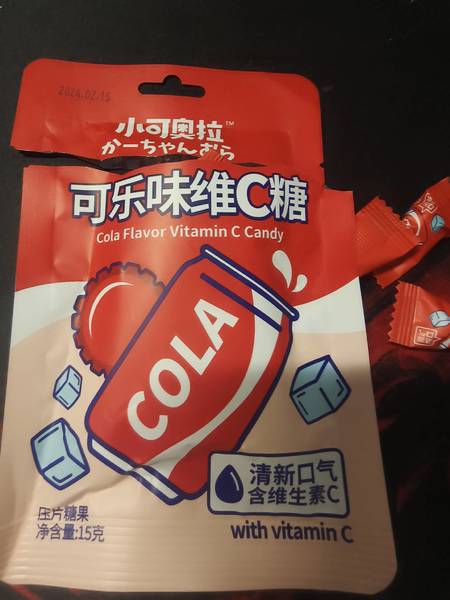 2024.02.15
小可奥拉™
かーちゃんむら
可乐味维C糖
Cola Flavor Vitamin C Candy
COLA
清新口气
含维生素C
压片糖果
净含量:15克
with vitamin C